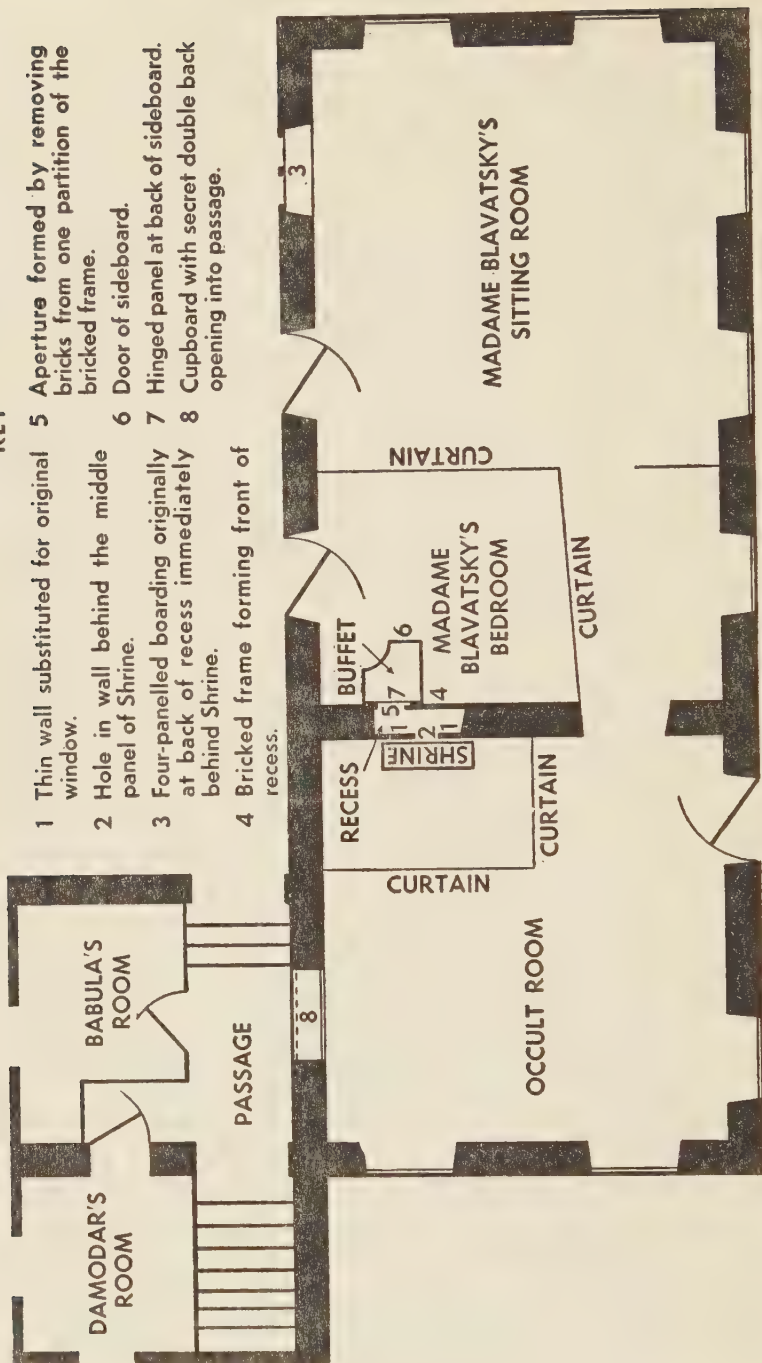 KEY
1 Thin wall substituted for original
window.
2 Hole in wall behind the middle
panel of Shrine.
3 Four-panelled boarding originally
at back of recess immediately
behind Shrine.
4 Bricked frame forming front of
recess.
5 Aperture formed by removing
bricks from one partition of the
bricked frame.
6 Door of sideboard.
7 Hinged panel at back of sideboard.
8 Cupboard with secret double back
opening into passage.
DAMODAR'S
ROOM
BABULA'S
ROOM
PASSAGE
8
3
RECESS
BUFFET
1
5
7
6
2
1
4
SHRINE
CURTAIN
CURTAIN
CURTAIN
CURTAIN
MADAME
BLAVATSKY'S
BEDROOM
OCCULT ROOM
MADAME BLAVATSKY'S
SITTING ROOM